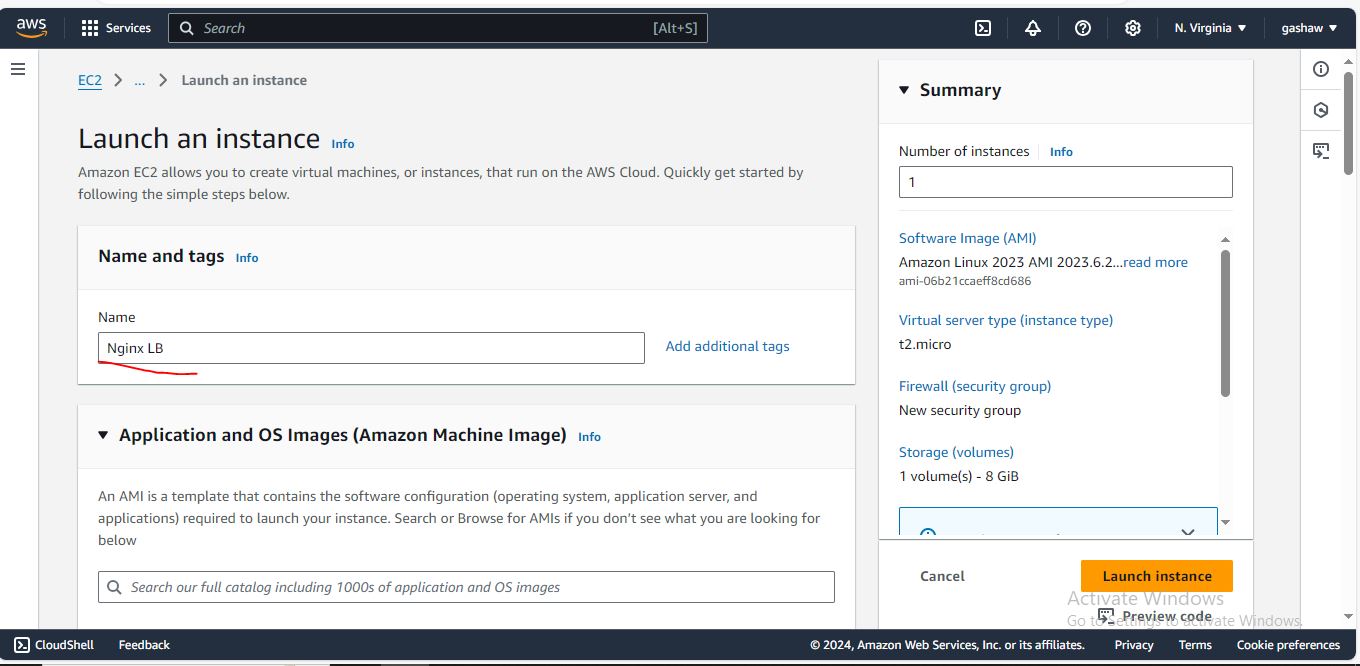 aws
Services
Search
[Alt+S]
N. Virginia
gashaw
EC2
...
Launch an instance
Launch an instance Info
Amazon EC2 allows you to create virtual machines, or instances, that run on the AWS Cloud. Quickly get started by
following the simple steps below.
Name and tags Info
Name
Nginx LB
Add additional tags
Application and OS Images (Amazon Machine Image) Info
An AMI is a template that contains the software configuration (operating system, application server, and
applications) required to launch your instance. Search or Browse for AMIs if you don't see what you are looking for
below
Search our full catalog including 1000s of application and OS images
Summary
Number of instances Info
1
Software Image (AMI)
Amazon Linux 2023 AMI 2023.6.2...read more
ami-06b21ccaeff8cd686
Virtual server type (instance type)
t2.micro
Firewall (security group)
New security group
Storage (volumes)
1 volume(s) - 8 GiB
Cancel
Launch instance
Preview code
Activate Windows
Go to Settings to activate Windows.
CloudShell
Feedback
© 2024, Amazon Web Services, Inc. or its affiliates.
Privacy
Terms
Cookie preferences